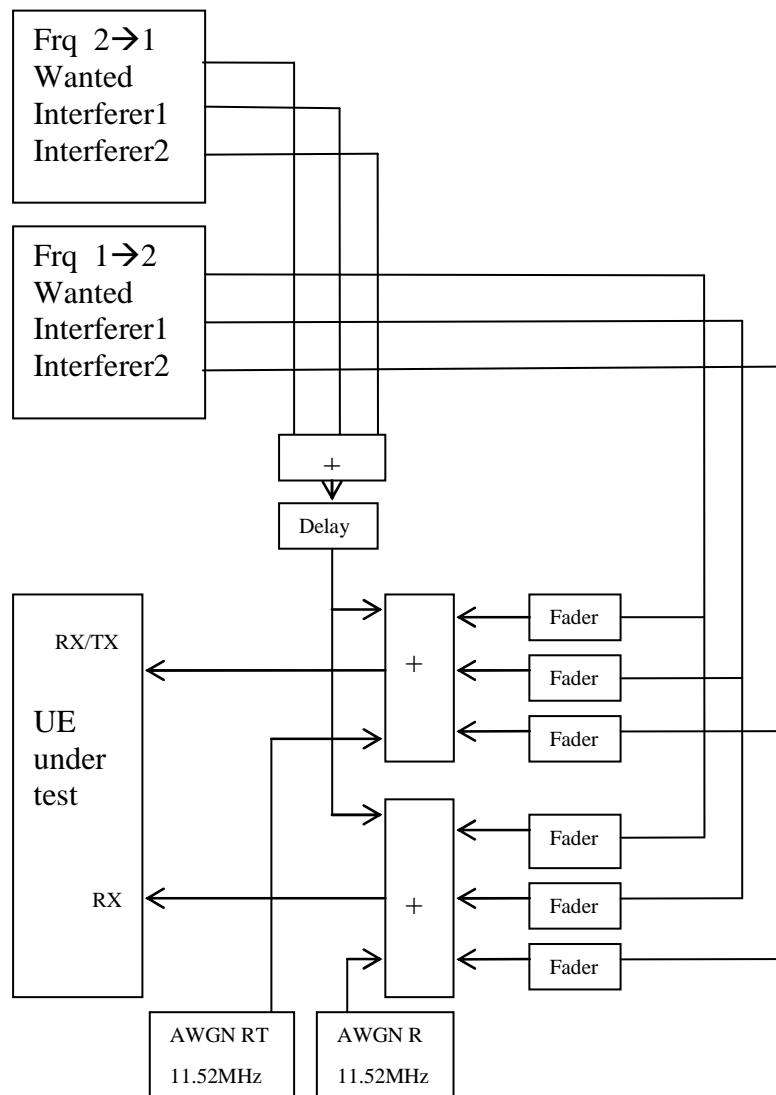 Frq 2→1
Wanted
Interferer1
Interferer2
Frq 1→2
Wanted
Interferer1
Interferer2
+
Delay
RX/TX
UE
under
test
RX
+
+
Fader
Fader
Fader
Fader
Fader
Fader
AWGN RT
11.52MHz
AWGN R
11.52MHz